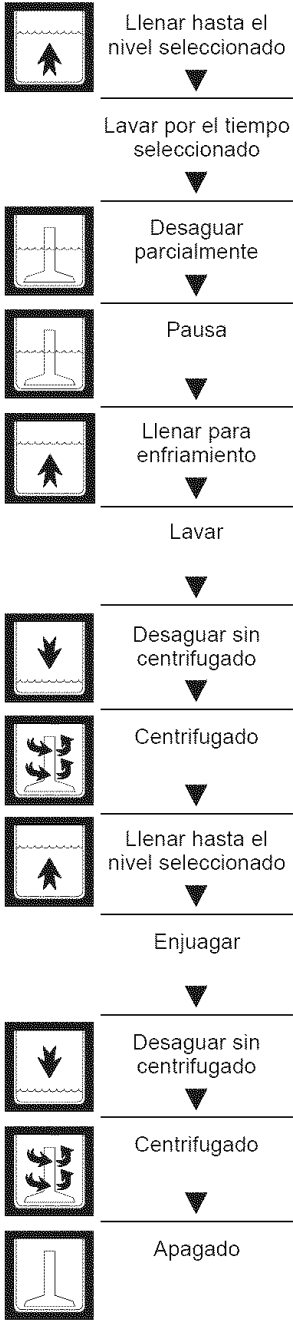 Llenar hasta el
nivel seleccionado
Lavar por el tiempo
seleccionado
Desaguar
parcialmente
Pausa
Llenar para
enfriamiento
Lavar
Desaguar sin
centrifugado
Centrifugado
Llenar hasta el
nivel seleccionado
Enjuagar
Desaguar sin
centrifugado
Centrifugado
Apagado